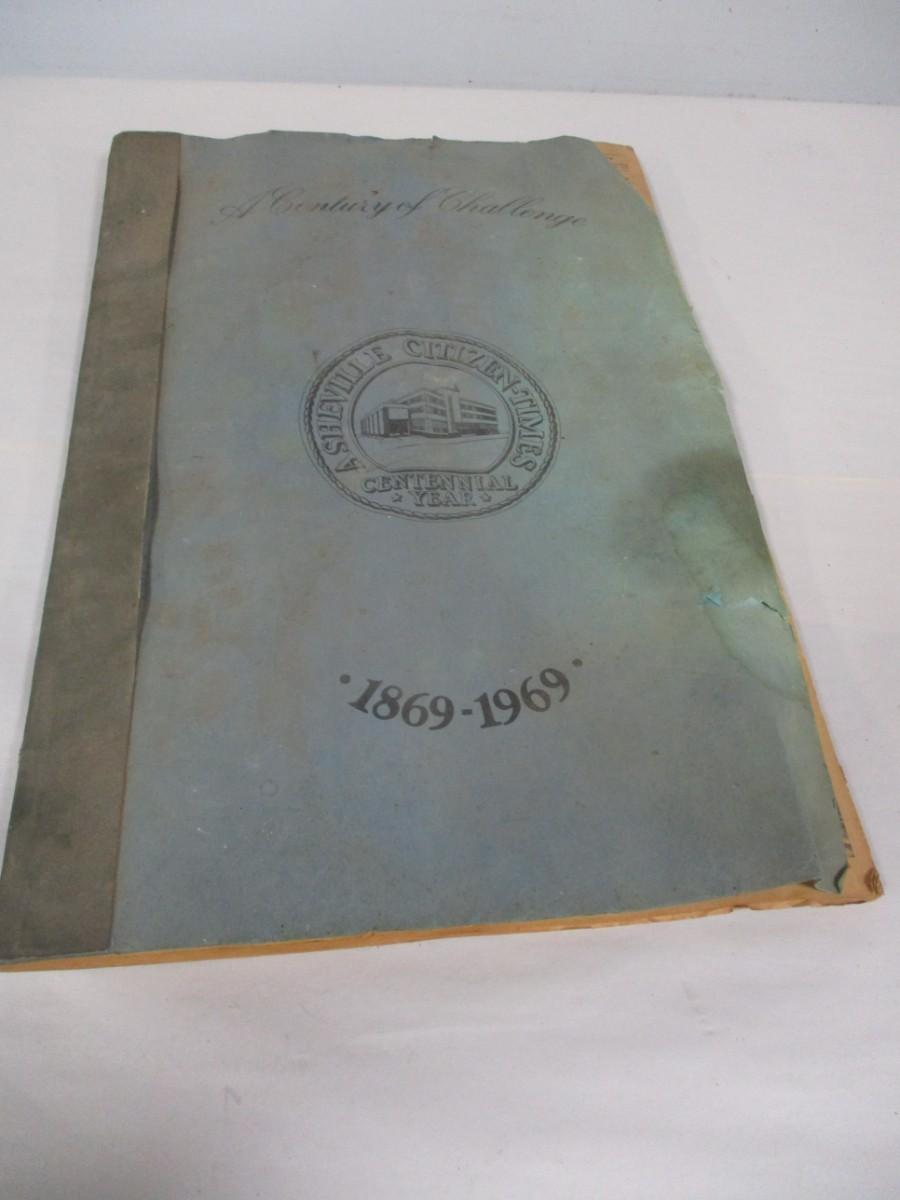 A Century of Challenge
ASHEVILLE CITIZEN-TIMES
CENTENNIAL
★ YEAR ★
• 1869-1969 •